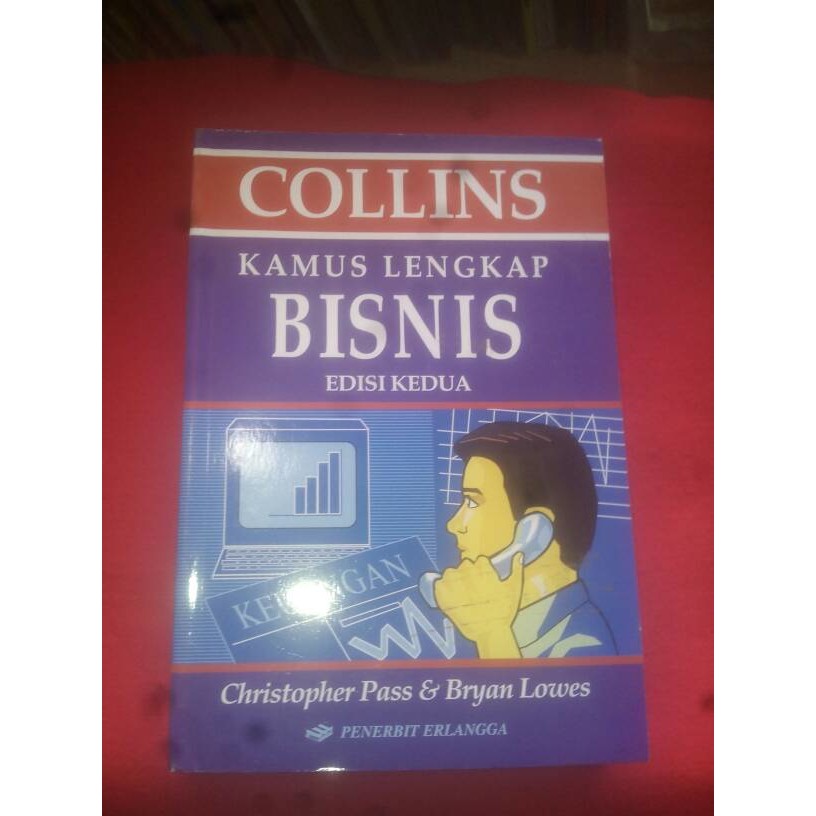 COLLINS
KAMUS LENGKAP
BISNIS
EDISI KEDUA
Christopher Pass & Bryan Lowes
PENERBIT ERLANGGA